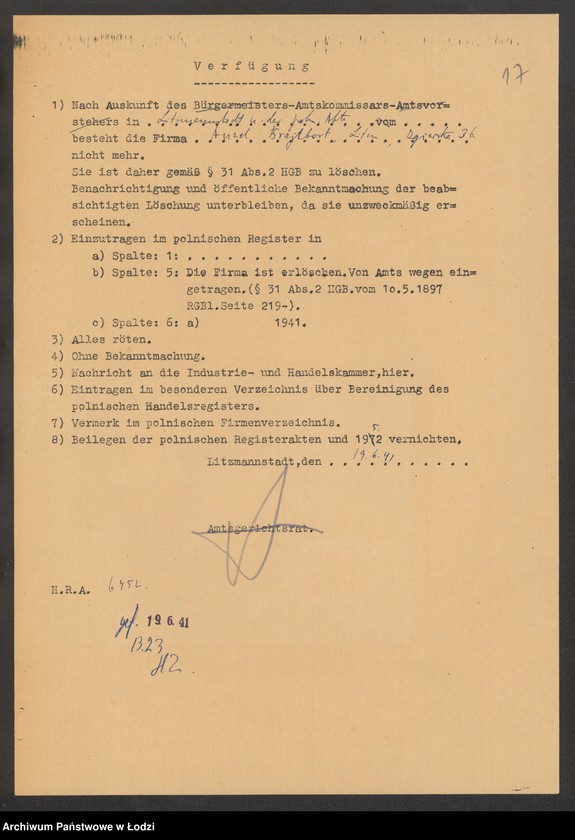 17
Verfügung
1) Nach Auskunft des Bürgermeisters-Amtskommissars-Amtsvor=
stehers in Litzmannstadt vom . . . . .
besteht die Firma 36
nicht mehr.
Sie ist daher gemäß § 31 Abs.2 HGB zu löschen.
Benachrichtigung und öffentliche Bekanntmachung der beab=
sichtigten Löschung unterbleiben, da sie unzweckmäßig er=
scheinen.
2) Einzutragen im polnischen Register in
a) Spalte: 1: . . . . . . . . . . . .
b) Spalte: 5: Die Firma ist erlöschen.Von Amts wegen ein=
getragen.(§ 31 Abs.2 HGB.vom 10.5.1897
RGBl.Seite 219-).
c) Spalte: 6: a) 1941.
3) Alles röten.
4) Ohne Bekanntmachung.
5) Nachricht an die Industrie- und Handelskammer,hier.
6) Eintragen im besonderen Verzeichnis über Bereinigung des
polnischen Handelsregisters.
7) Vermerk im polnischen Firmenverzeichnis.
8) Beilegen der polnischen Registerakten und 1952 vernichten.
Litzmannstadt,den 19.6.41
Amtsgerichtsrat.
H.R.A. 6452
gef. 19.6.41
B.23
Archiwum Państwowe w Łodzi